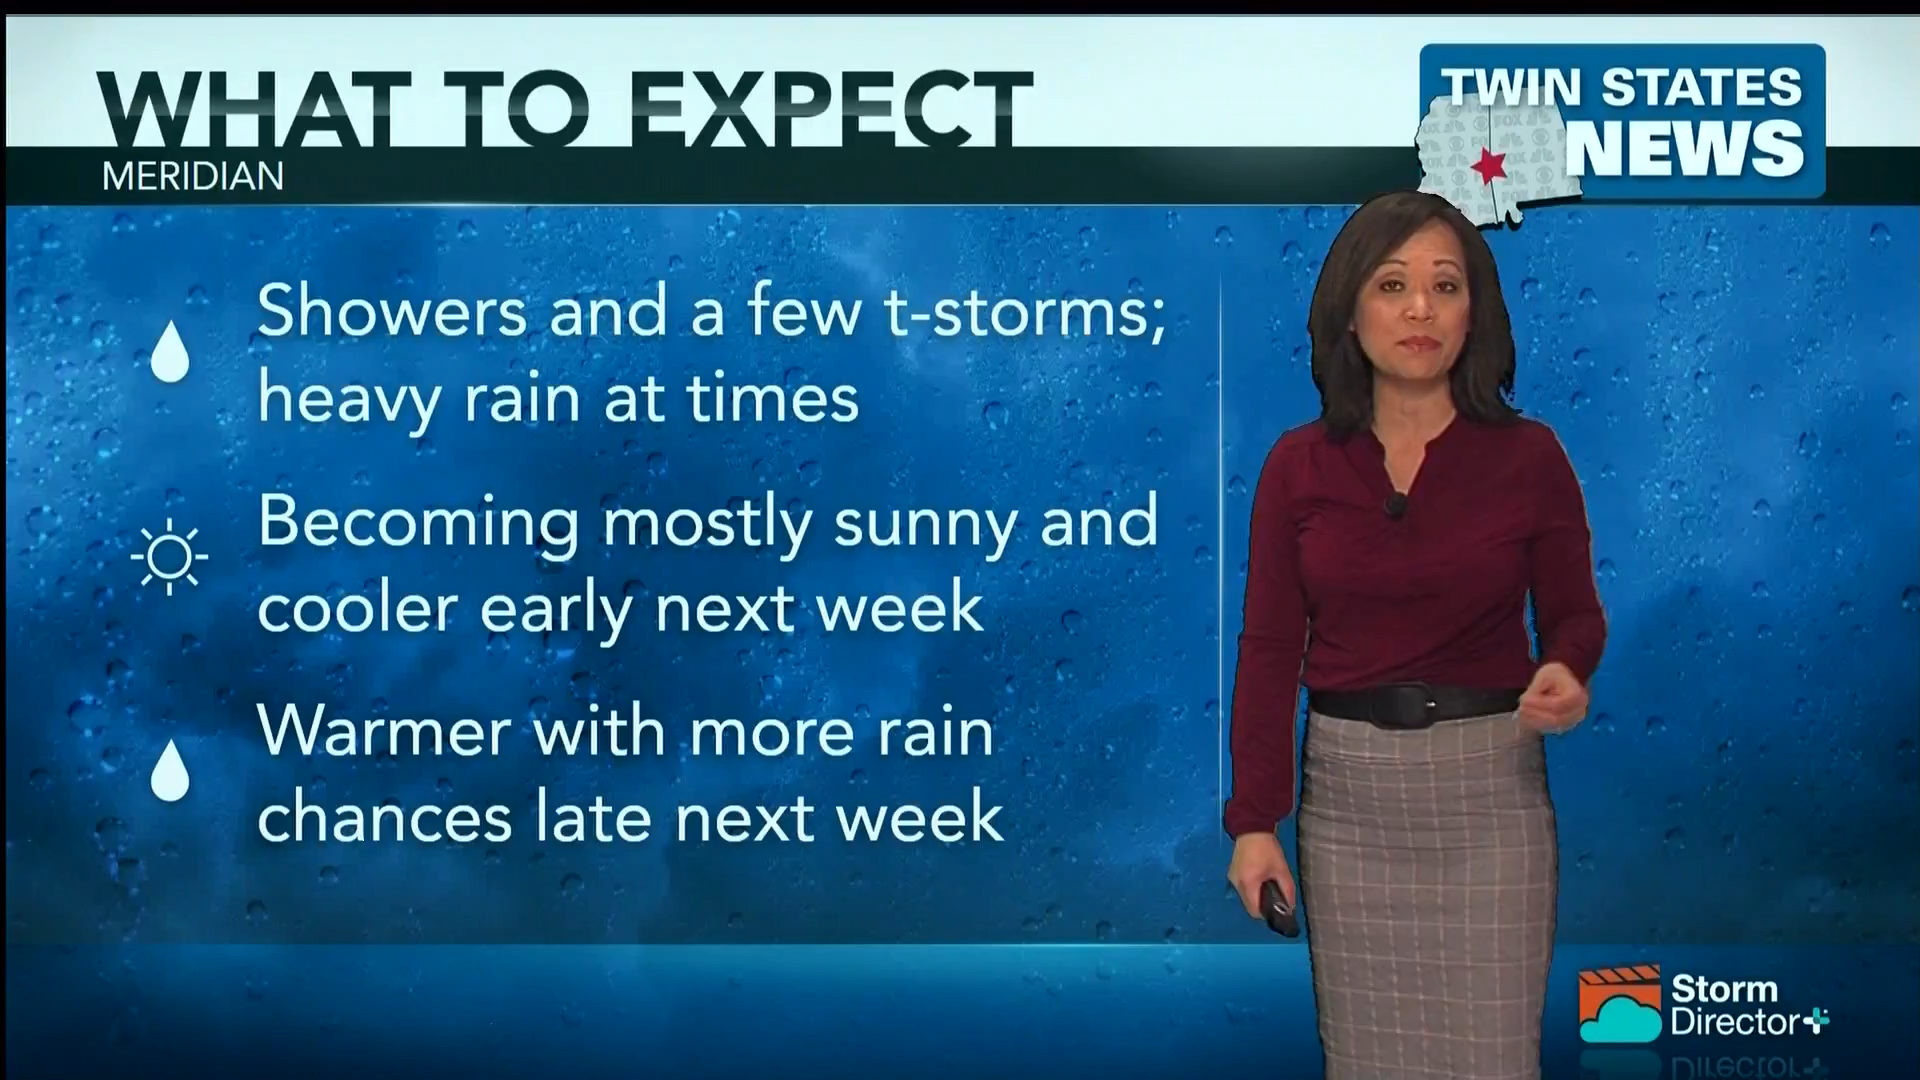 WHAT TO EXPECT
MERIDIAN
TWIN STATES
NEWS
Showers and a few t-storms;
heavy rain at times
Becoming mostly sunny and
cooler early next week
Warmer with more rain
chances late next week
Storm
Director+